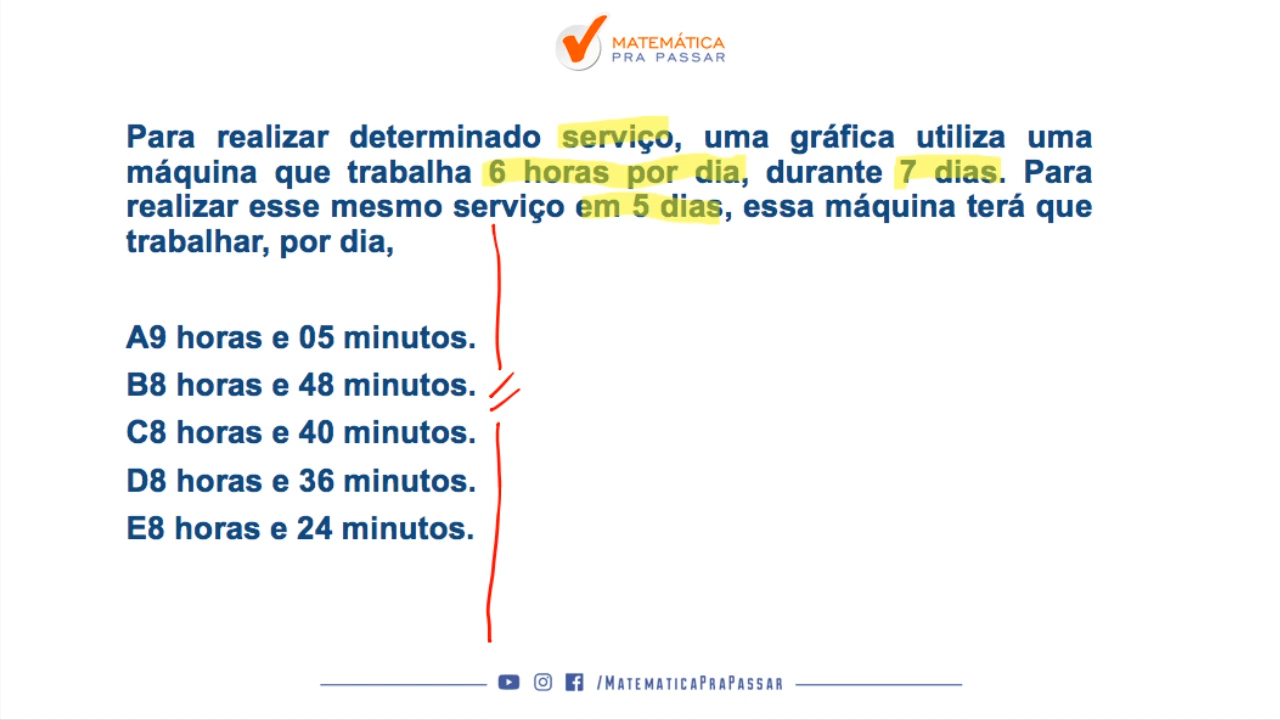 MATEMÁTICA
PRA PASSAR
Para realizar determinado serviço, uma gráfica utiliza uma
máquina que trabalha 6 horas por dia, durante 7 dias. Para
realizar esse mesmo serviço em 5 dias, essa máquina terá que
trabalhar, por dia,
A9 horas e 05 minutos.
B8 horas e 48 minutos.
C8 horas e 40 minutos.
D8 horas e 36 minutos.
E8 horas e 24 minutos.
/MATEMATICAPRAPASSAR